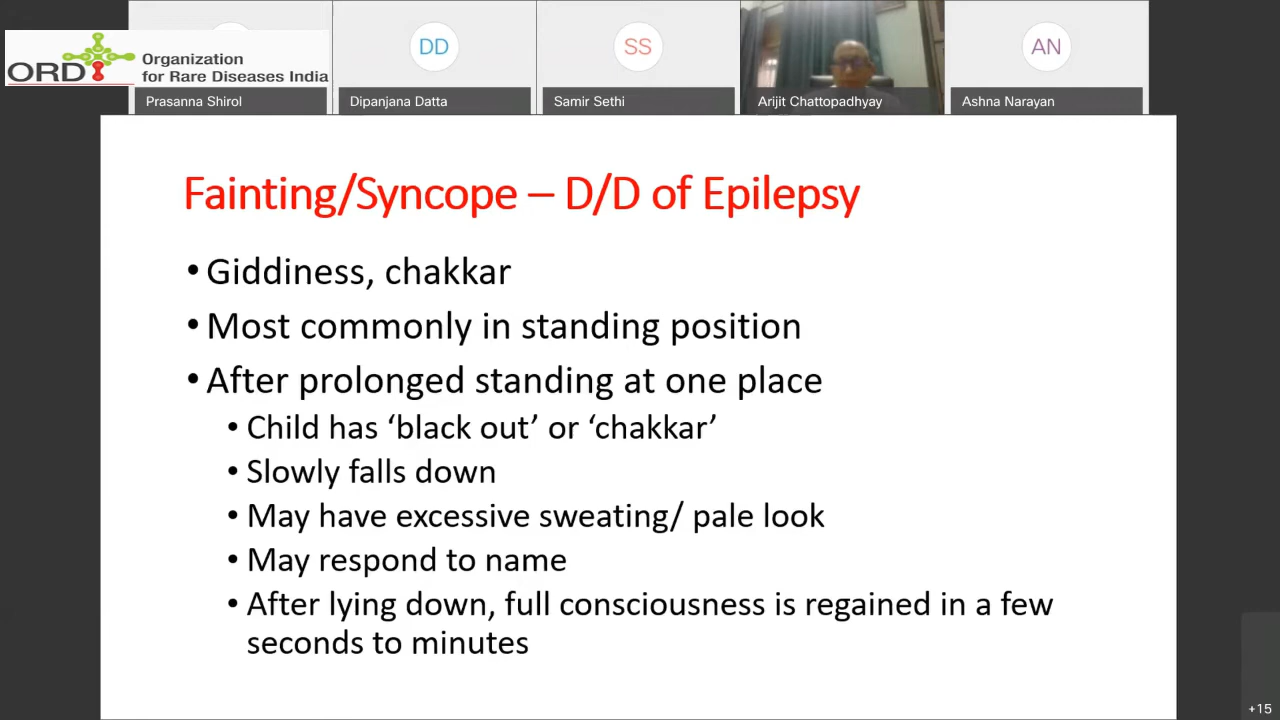 ORD
Organization
for Rare Diseases India
DD
SS
AN
Prasanna Shirol
Dipanjana Datta
Samir Sethi
Arijit Chattopadhyay
Ashna Narayan
Fainting/Syncope – D/D of Epilepsy
• Giddiness, chakkar
• Most commonly in standing position
• After prolonged standing at one place
• Child has ‘black out’ or ‘chakkar’
• Slowly falls down
• May have excessive sweating/ pale look
• May respond to name
• After lying down, full consciousness is regained in a few
seconds to minutes
+15